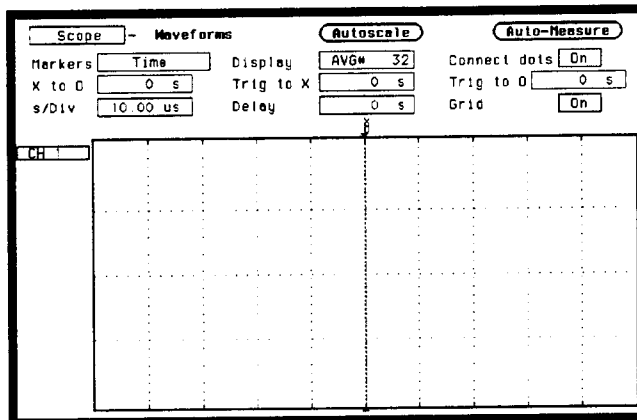 Scope - Waveforms Autoscale Auto-Measure
Markers Time Display AVG# 32 Connect dots On
X to O 0 s Trig to X 0 s Trig to O 0 s
s/Div 10.00 us Delay 0 s Grid On
CH 1